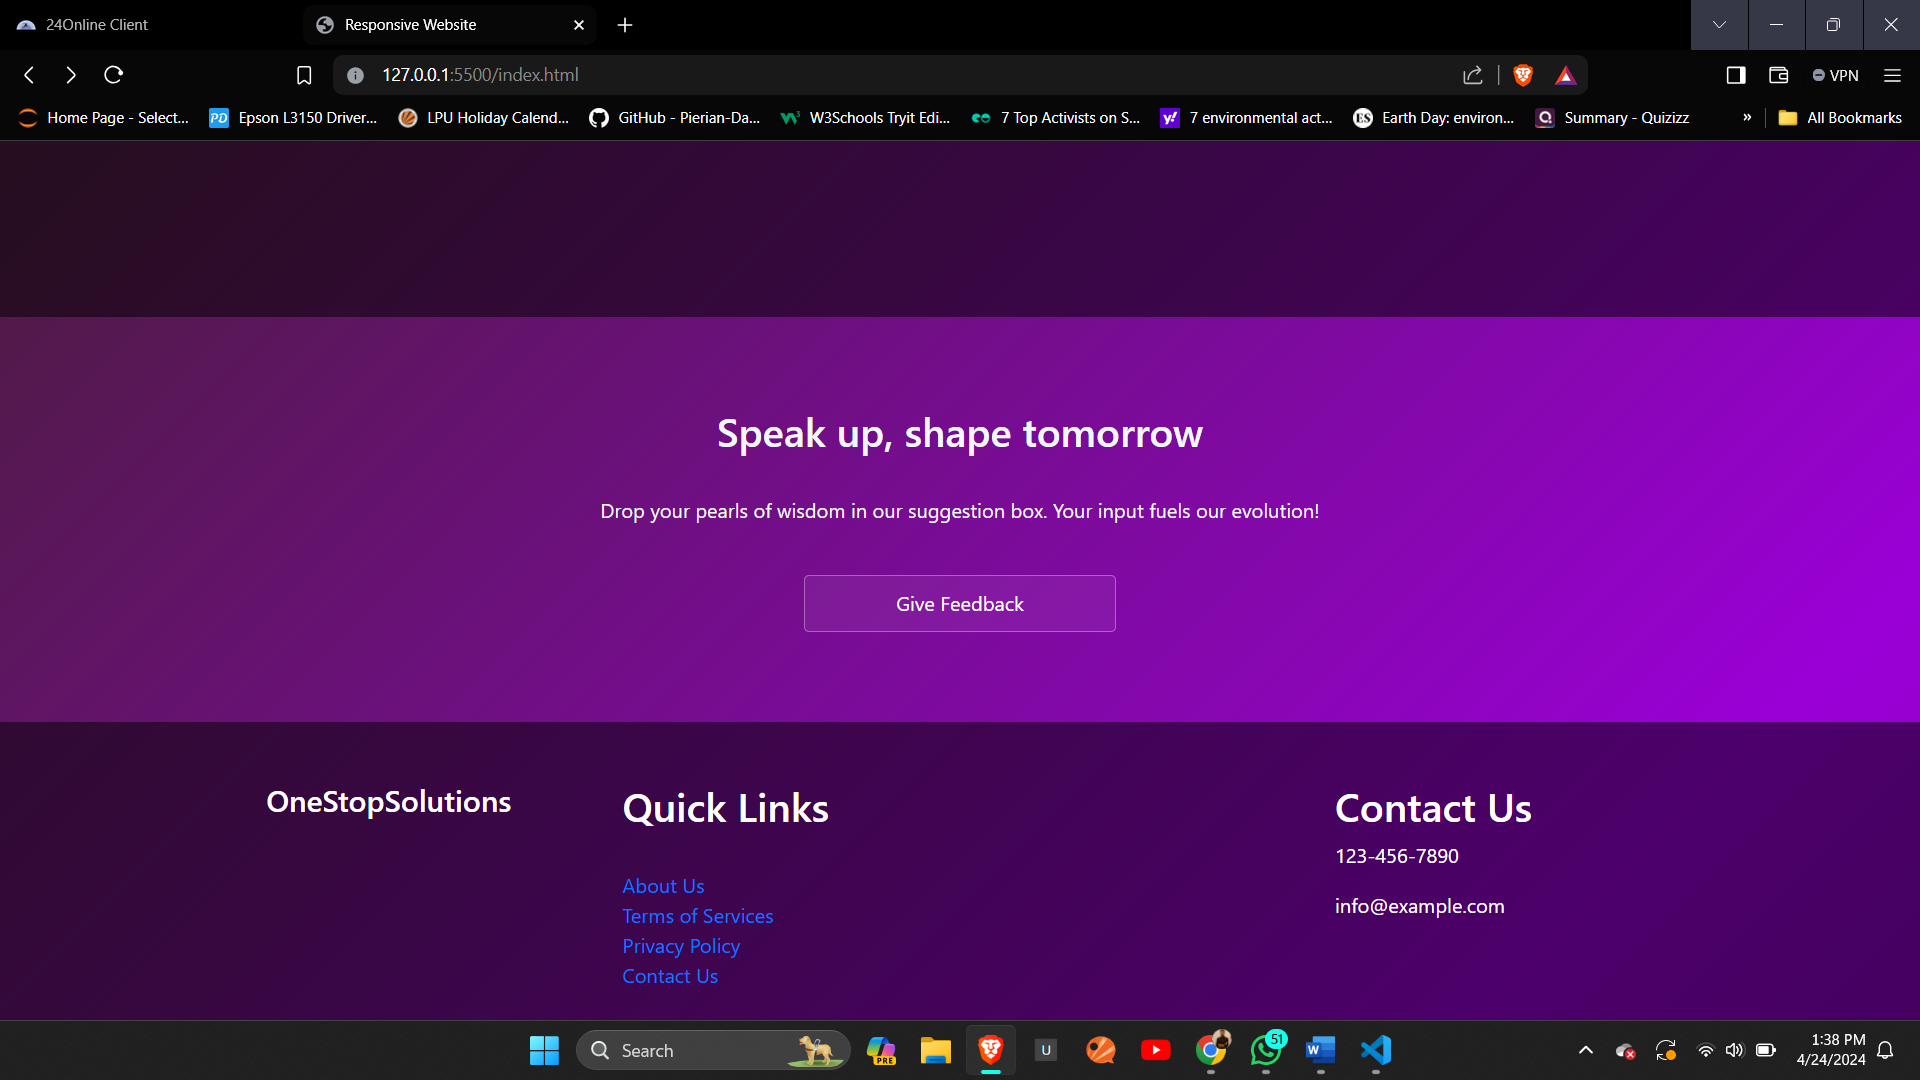 24Online Client
Responsive Website
127.0.0.1:5500/index.html
VPN
Home Page - Select...
PD
Epson L3150 Driver...
LPU Holiday Calend...
GitHub - Pierian-Da...
W3Schools Tryit Edi...
7 Top Activists on S...
y!
7 environmental act...
ES
Earth Day: environ...
Summary - Quizizz
»
All Bookmarks
Speak up, shape tomorrow
Drop your pearls of wisdom in our suggestion box. Your input fuels our evolution!
Give Feedback
OneStopSolutions
Quick Links
About Us
Terms of Services
Privacy Policy
Contact Us
Contact Us
123-456-7890
info@example.com
Search
PRE
U
51
W
1:38 PM
4/24/2024